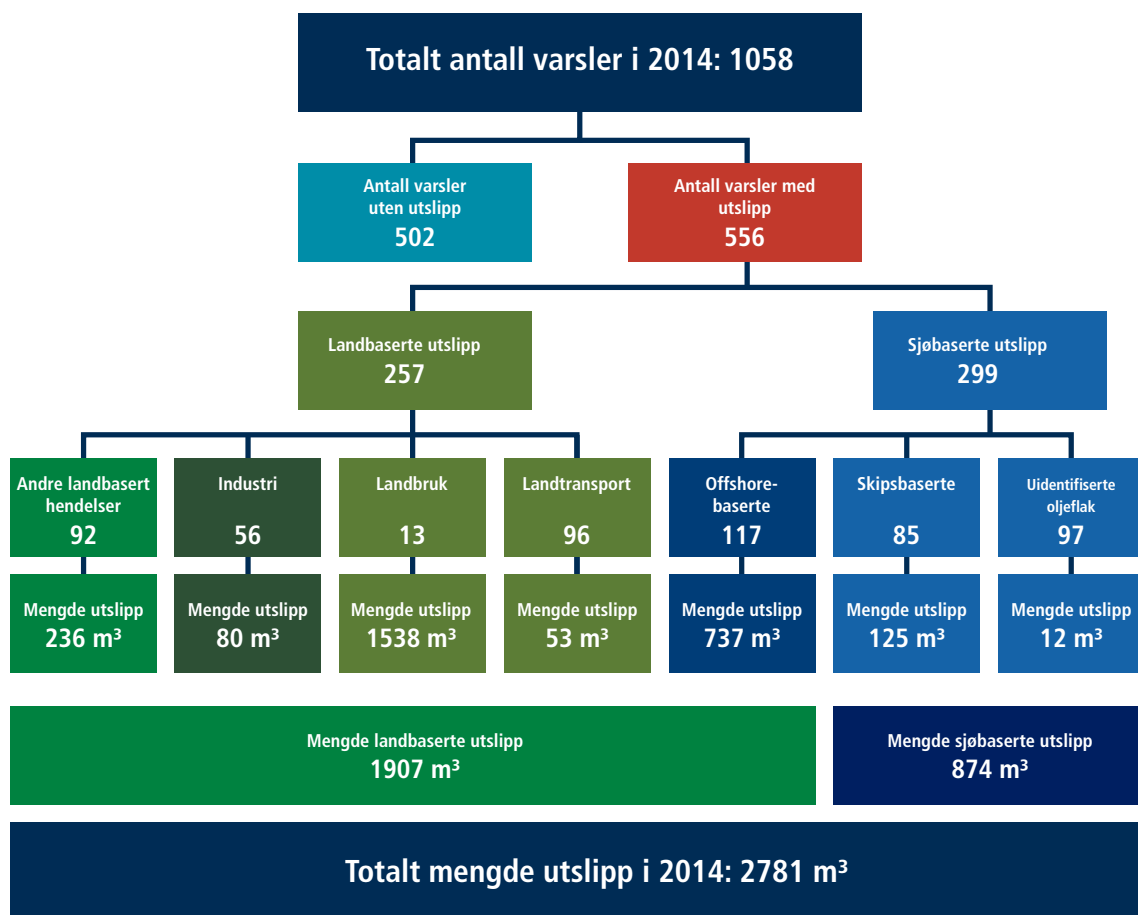 Totalt antall varsler i 2014: 1058
Antall varsler
uten utslipp
502
Antall varsler med
utslipp
556
Landbaserte utslipp
257
Sjøbaserte utslipp
299
Andre landbasert
hendelser
92
Industri
56
Landbruk
13
Landtransport
96
Offshore-
baserte
117
Skipsbaserte
85
Uidentifiserte
oljeflak
97
Mengde utslipp
236 m³
Mengde utslipp
80 m³
Mengde utslipp
1538 m³
Mengde utslipp
53 m³
Mengde utslipp
737 m³
Mengde utslipp
125 m³
Mengde utslipp
12 m³
Mengde landbaserte utslipp
1907 m³
Mengde sjøbaserte utslipp
874 m³
Totalt mengde utslipp i 2014: 2781 m³